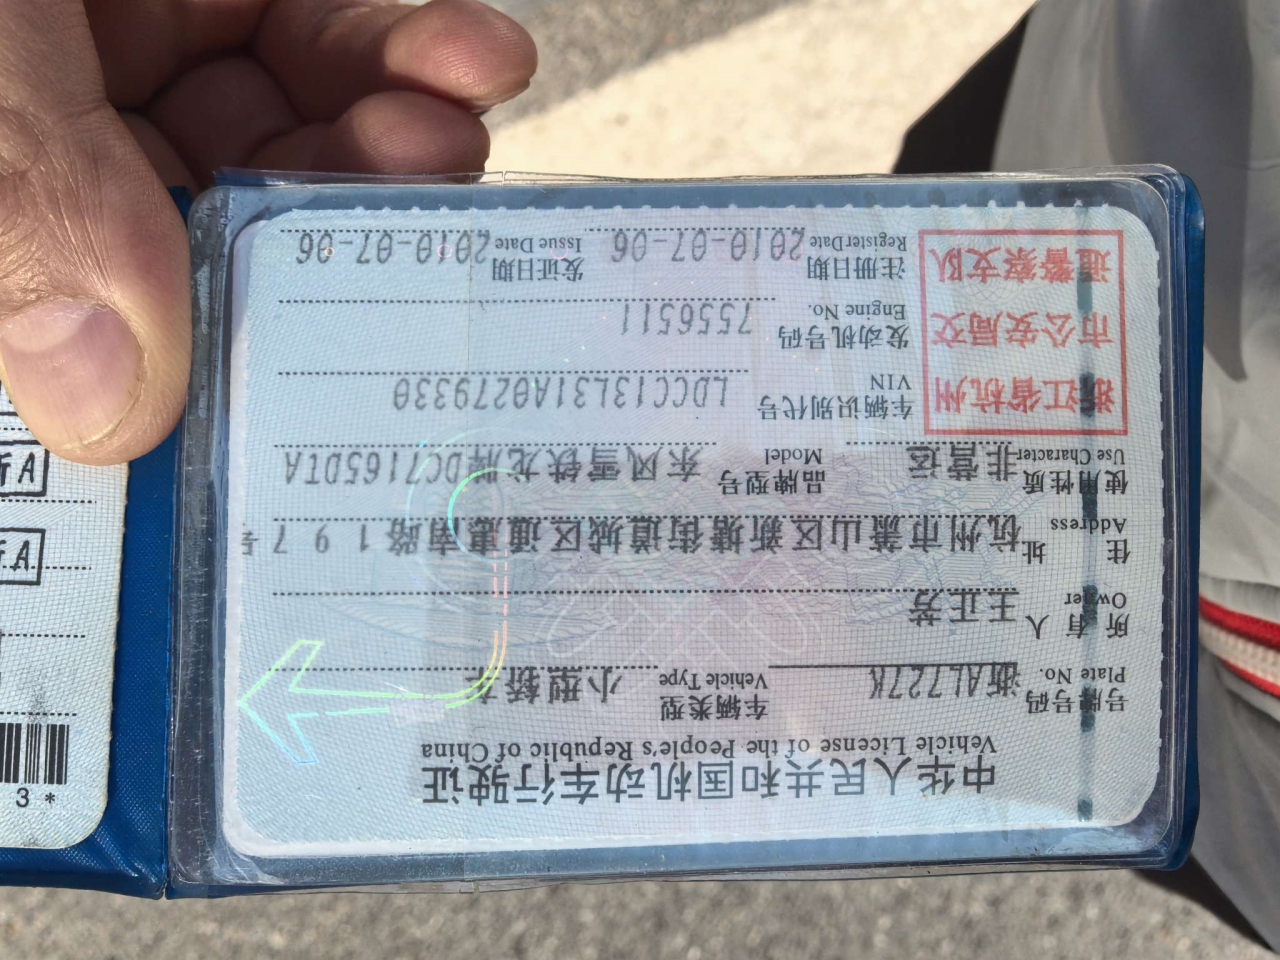 中华人民共和国机动车行驶证
Vehicle License of the People's Republic of China
号牌号码 浙AL727K 车辆类型 小型轿车
Plate No. Vehicle Type
所有人 王正芳
Owner
住址 杭州市萧山区新塘街道城区通惠南路197号
Address
使用性质 非营运 品牌型号 东风雪铁龙牌DC7165DTA
Use Character Model
浙江省杭州
市公安局交
通警察支队
车辆识别代号 LDCC13L31A0279330
VIN
发动机号码 7556511
Engine No.
注册日期 2010-07-06 发证日期 2010-07-06
Register Date Issue Date
A
A
3*